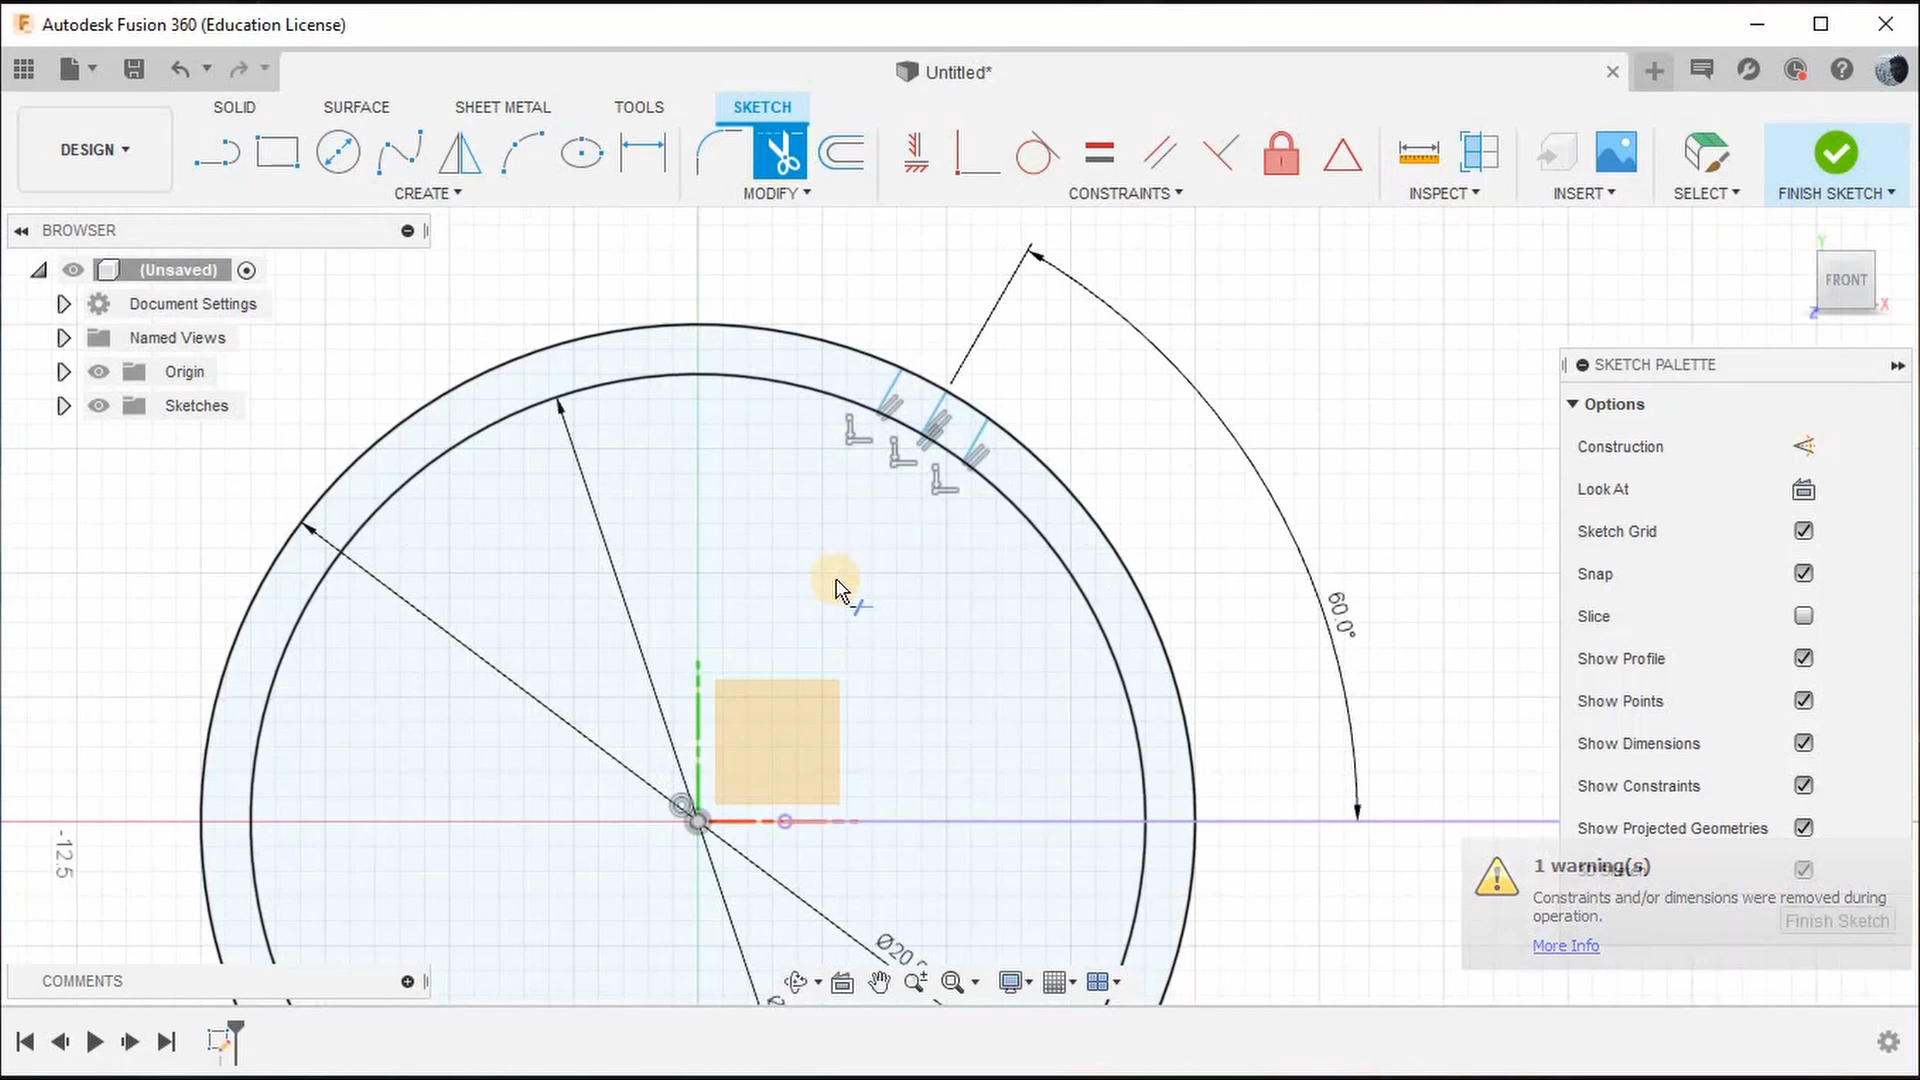 Autodesk Fusion 360 (Education License)
Untitled*
SOLID
SURFACE
SHEET METAL
TOOLS
SKETCH
DESIGN
CREATE
MODIFY
CONSTRAINTS
INSPECT
INSERT
SELECT
FINISH SKETCH
BROWSER
(Unsaved)
Document Settings
Named Views
Origin
Sketches
Y
FRONT
X
Z
SKETCH PALETTE
Options
Construction
Look At
Sketch Grid
Snap
Slice
Show Profile
Show Points
Show Dimensions
Show Constraints
Show Projected Geometries
60.0°
-12.5
Ø20.
1 warning(s)
Constraints and/or dimensions were removed during
operation.
Finish Sketch
More Info
COMMENTS